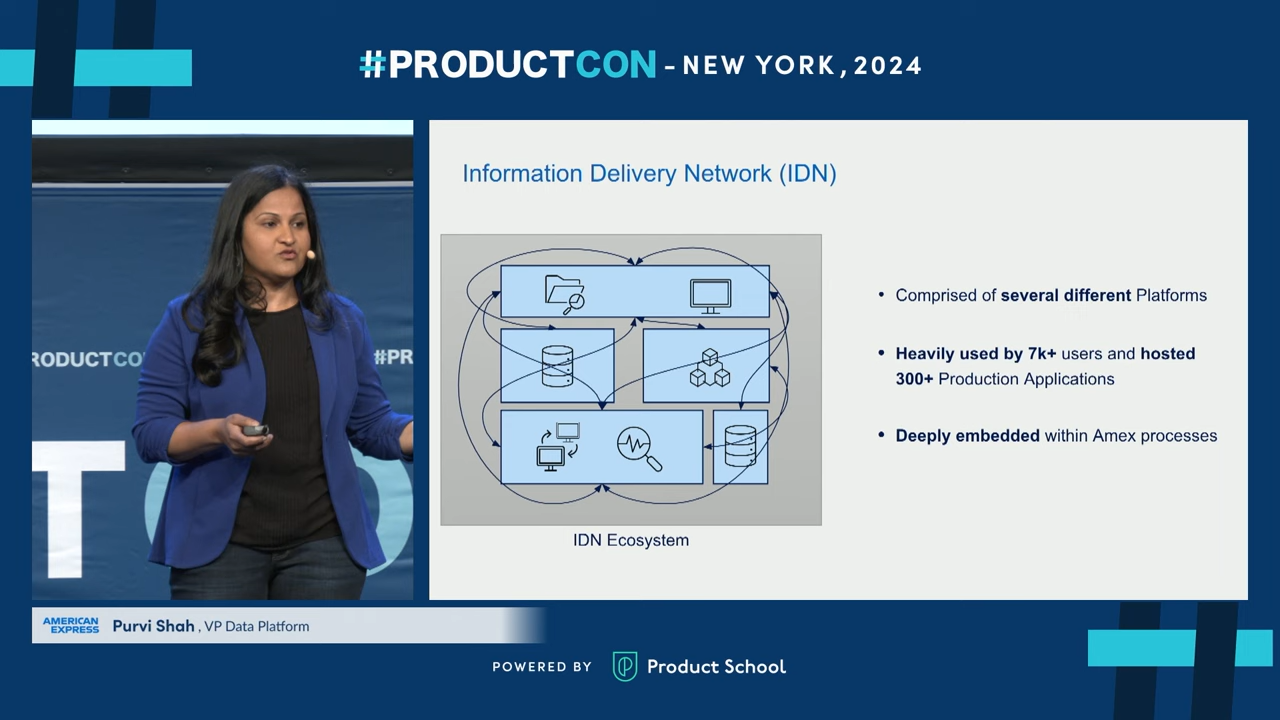 #PRODUCTCON - NEW YORK, 2024
Information Delivery Network (IDN)
• Comprised of several different Platforms
• Heavily used by 7k+ users and hosted
300+ Production Applications
• Deeply embedded within Amex processes
IDN Ecosystem
RODUCTCO
#PR
T
AMERICAN
EXPRESS
Purvi Shah, VP Data Platform
POWERED BY Product School